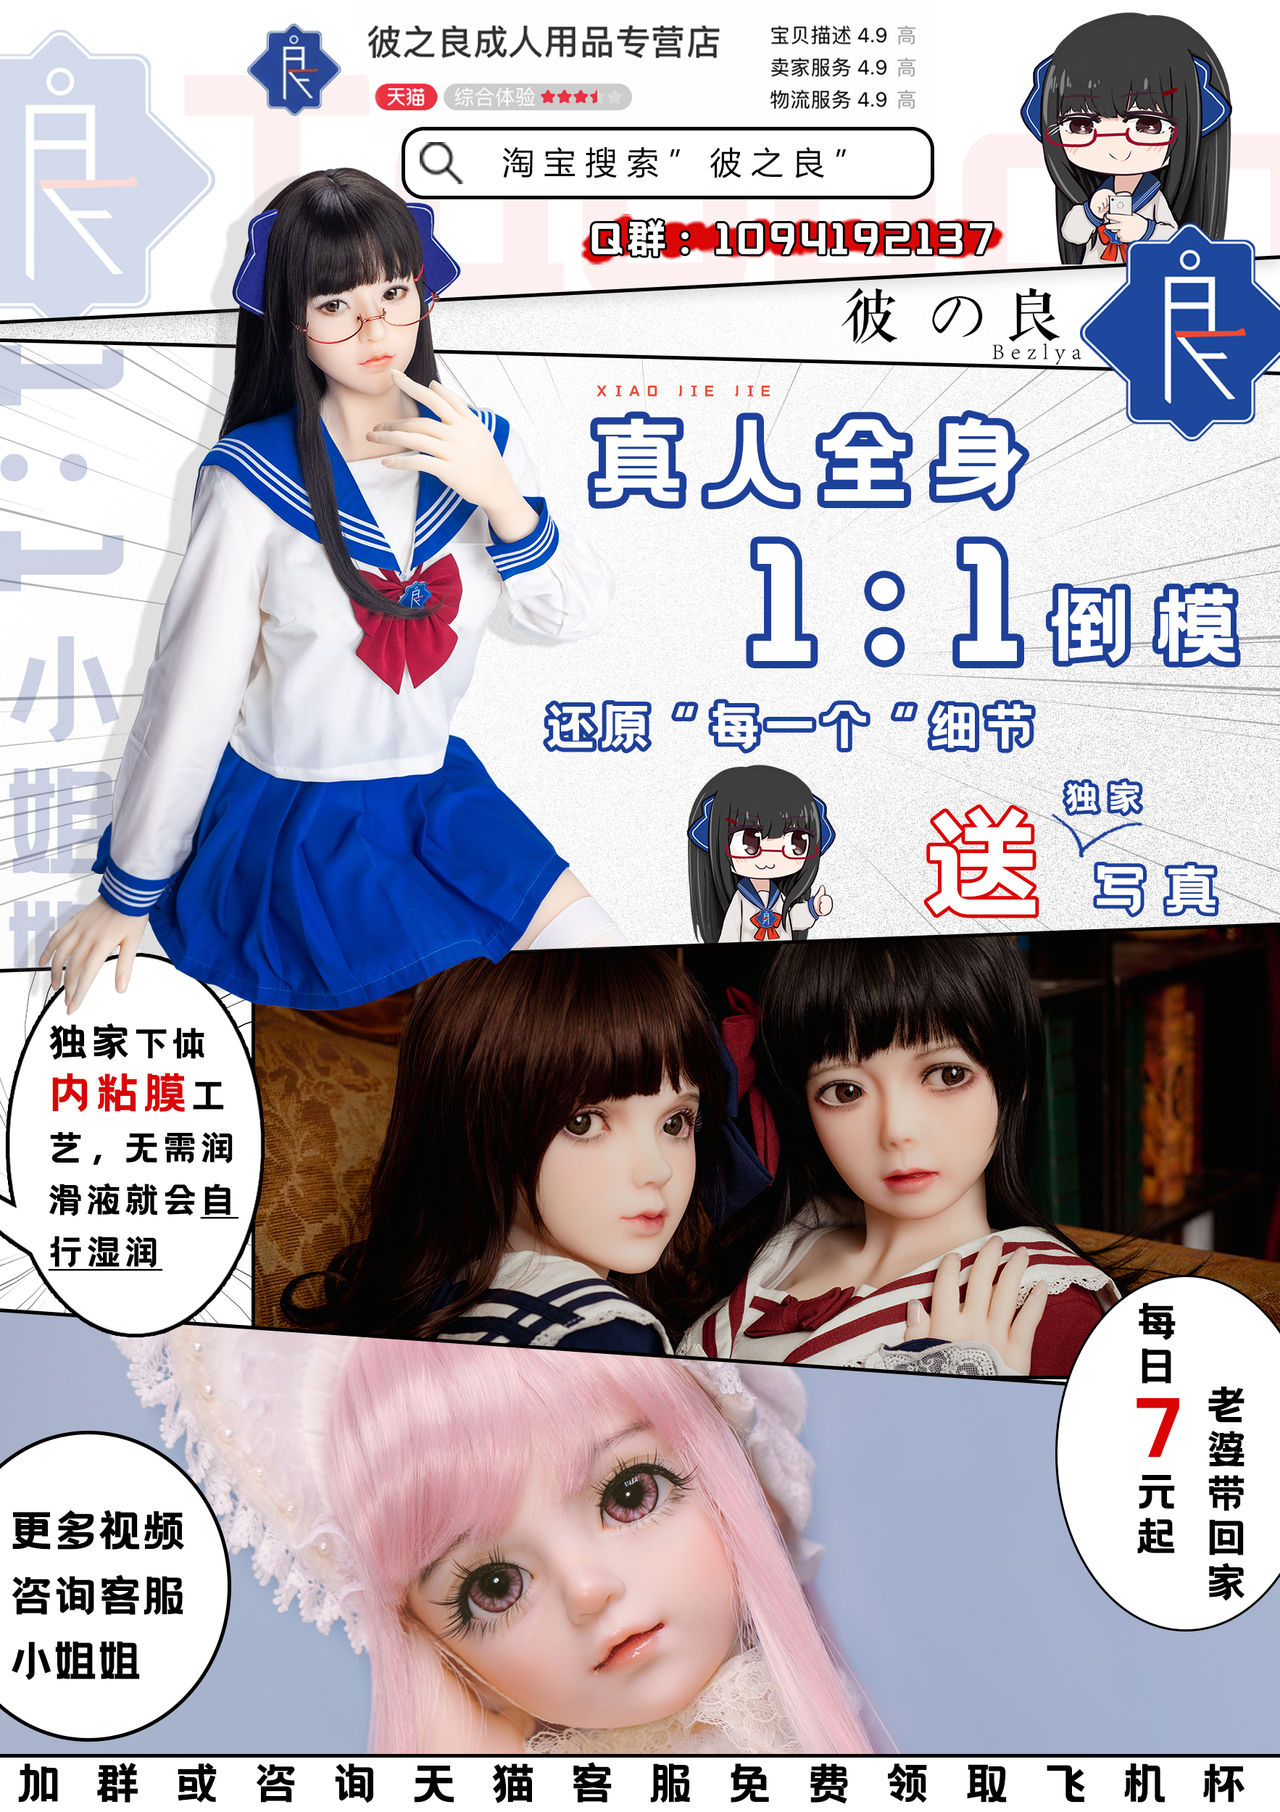 彼之良成人用品专营店
天猫 综合体验
宝贝描述 4.9 高
卖家服务 4.9 高
物流服务 4.9 高
淘宝搜索”彼之良”
Q群：1094192137
彼の良
Bezlya
XIAO JIE JIE
真人全身
1:1倒模
还原“每一个“细节
送
独家
写真
1:1小姐姐
独家下体
内粘膜工
艺，无需润
滑液就会自
行湿润
每日7元起
老婆带回家
更多视频
咨询客服
小姐姐
加群或咨询天猫客服免费领取飞机杯